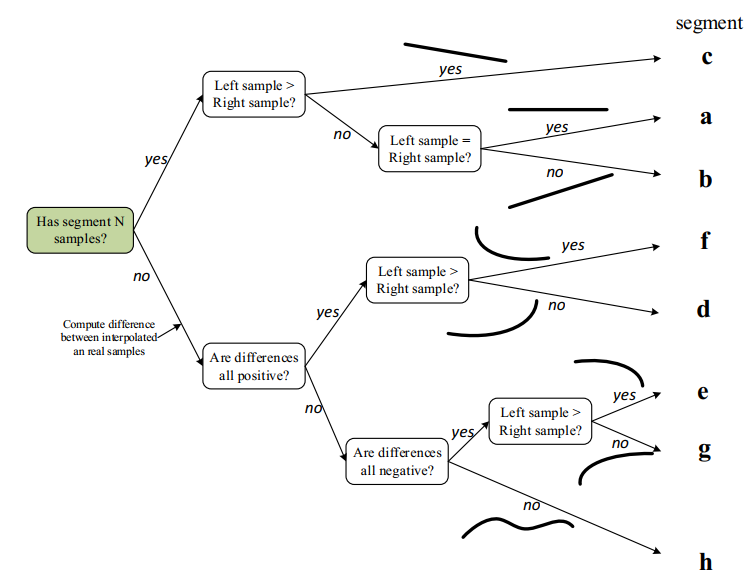 segment
c
yes
Left sample >
Right sample?
a
yes
no
Left sample =
Right sample?
yes
no
b
Has segment N
samples?
f
yes
no
Left sample >
Right sample?
d
no
yes
Compute difference
between interpolated
an real samples
Are differences
all positive?
e
yes
no
Left sample >
Right sample?
yes
no
g
Are differences
all negative?
no
h